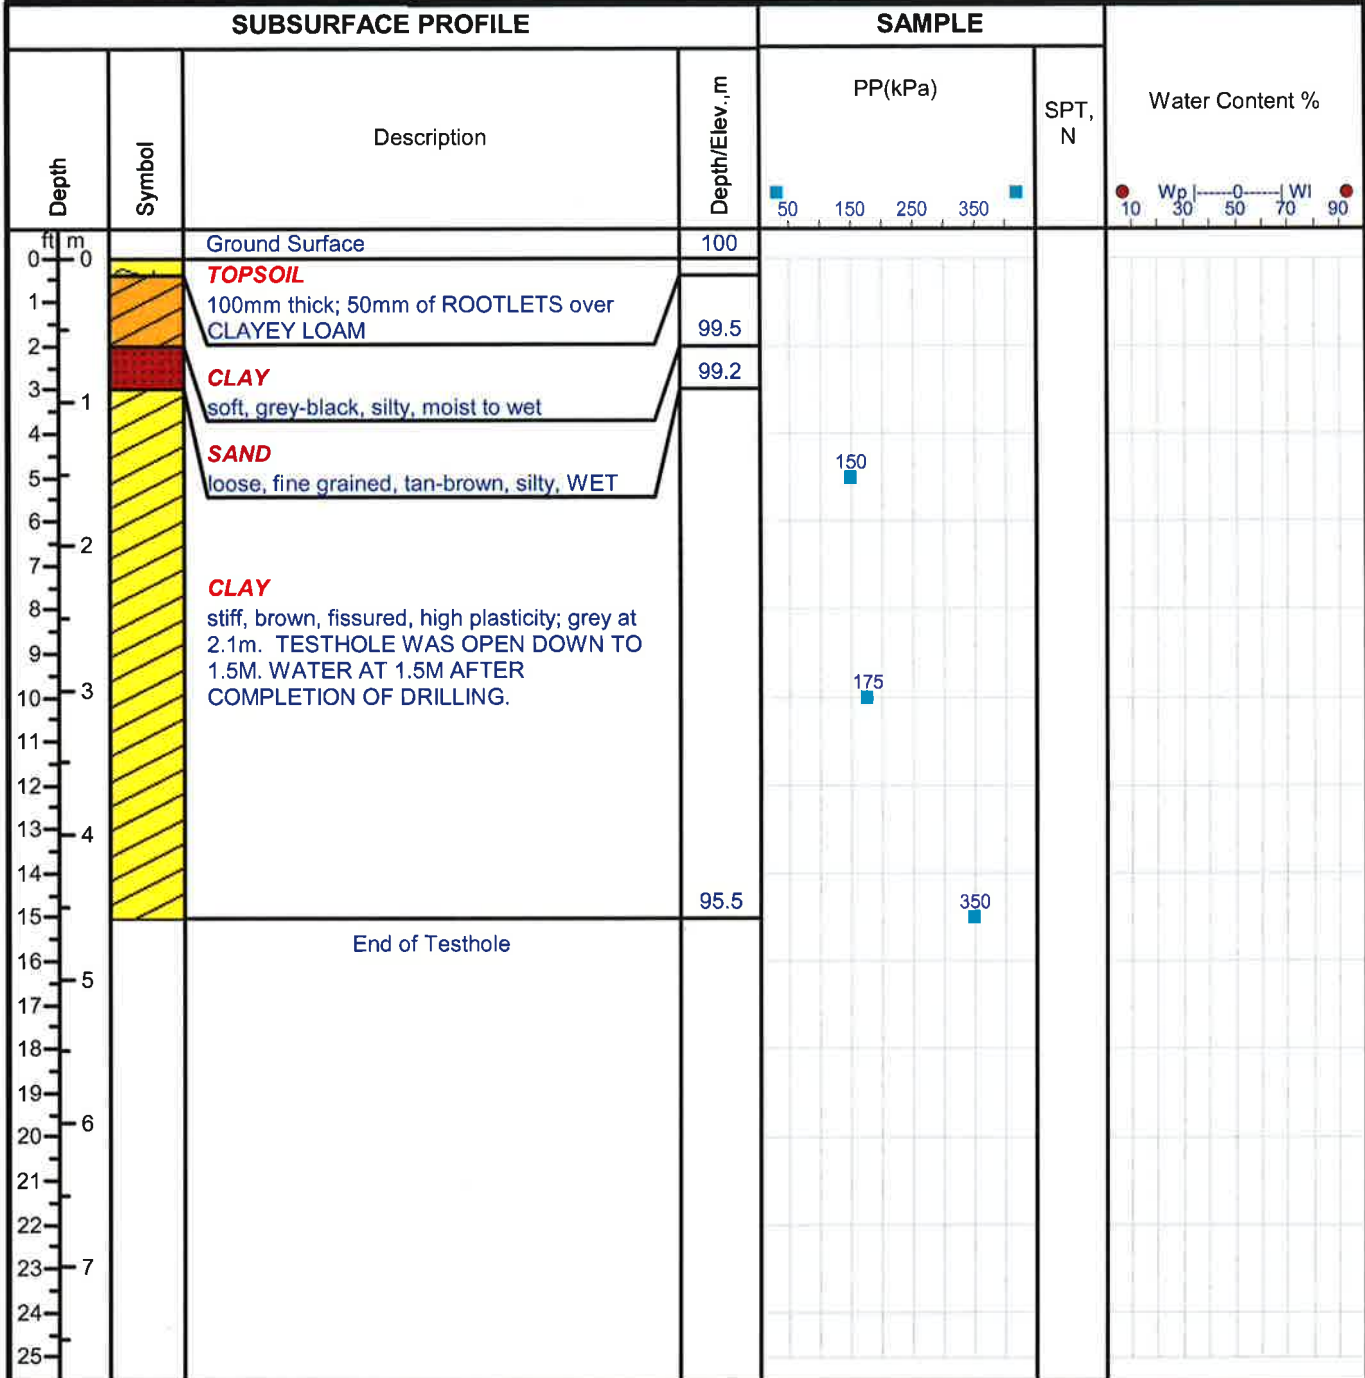 SUBSURFACE PROFILE
SAMPLE
Depth
Symbol
Description
Depth/Elev.,m
PP(kPa)
50 150 250 350
SPT,
N
Water Content %
Wp |-----0-----| Wl
10 30 50 70 90
ft m
Ground Surface 100
0 0
TOPSOIL
100mm thick; 50mm of ROOTLETS over
CLAYEY LOAM
1
99.5
2
99.2
CLAY
soft, grey-black, silty, moist to wet
3
1
4
SAND
loose, fine grained, tan-brown, silty, WET
150
5
6
2
7
CLAY
stiff, brown, fissured, high plasticity; grey at
2.1m. TESTHOLE WAS OPEN DOWN TO
1.5M. WATER AT 1.5M AFTER
COMPLETION OF DRILLING.
8
9
175
10
3
11
12
13
4
14
95.5
350
15
End of Testhole
16
5
17
18
19
6
20
21
22
23
7
24
25